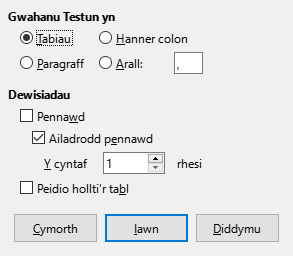 Gwahanu Testun yn
Tabiau Hanner colon
Paragraff Arall: ,
Dewisiadau
Pennawd
Ailadrodd pennawd
Y cyntaf 1 rhesi
Peidio hollti'r tabl
Cymorth Iawn Diddymu